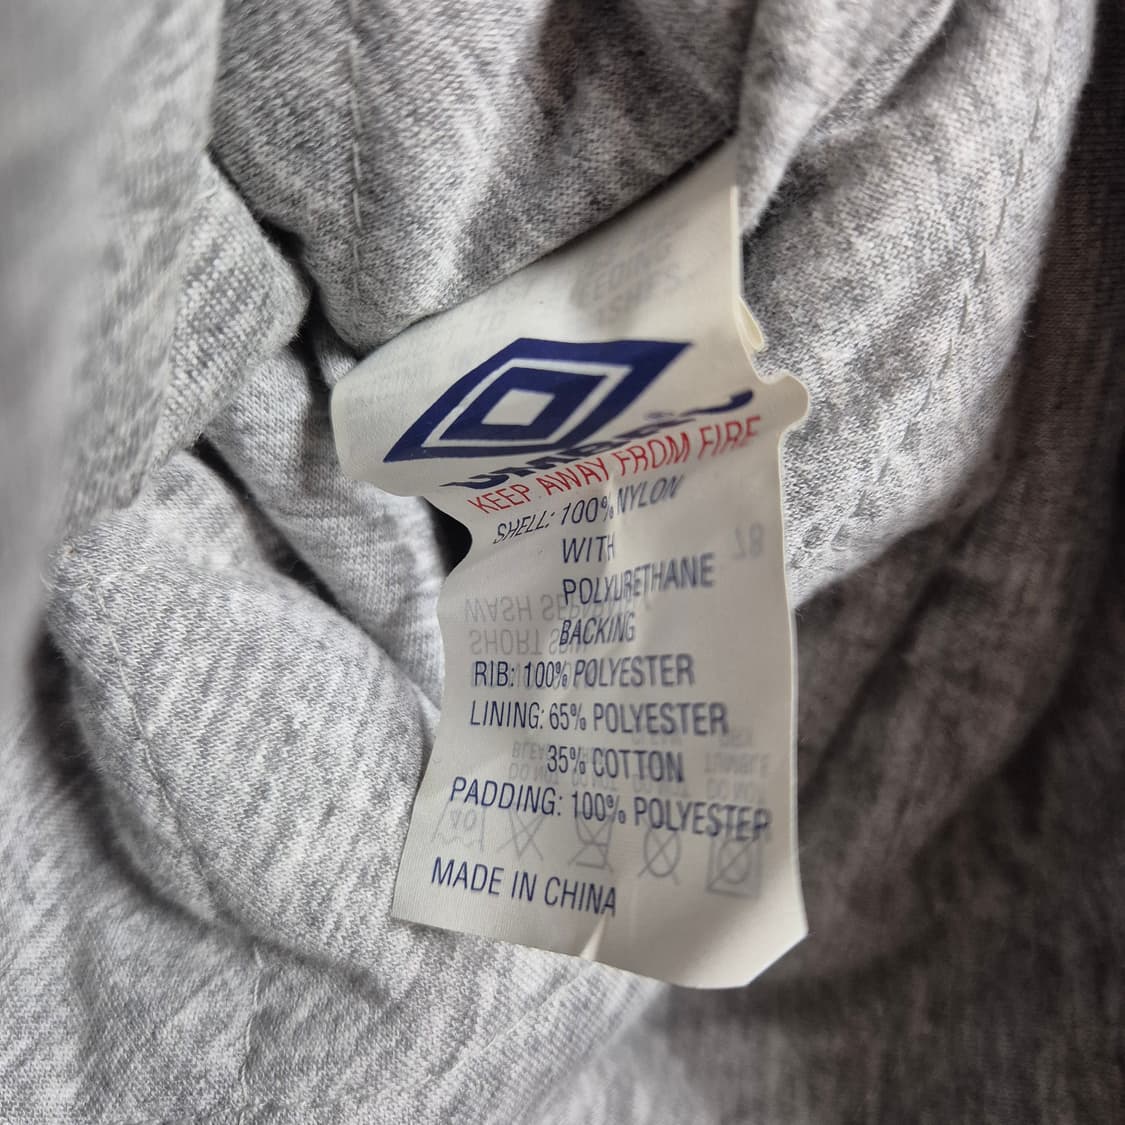 UMBRO
KEEP AWAY FROM FIRE
SHELL: 100% NYLON
WITH
POLYURETHANE
BACKING
RIB: 100% POLYESTER
LINING: 65% POLYESTER
35% COTTON
PADDING: 100% POLYESTER
MADE IN CHINA